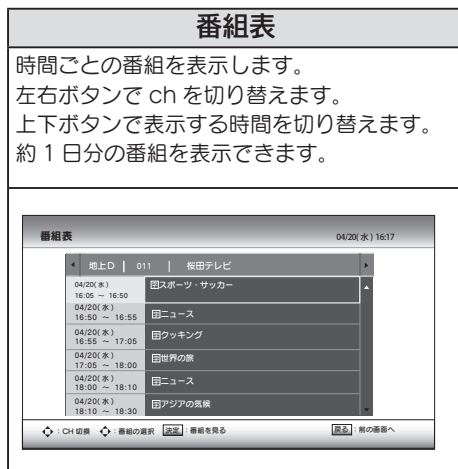 番組表
時間ごとの番組を表示します。
左右ボタンで ch を切り替えます。
上下ボタンで表示する時間を切り替えます。
約 1 日分の番組を表示できます。
番組表 04/20( 水 ) 16:17
地上D | 011 | 桜田テレビ
04/20( 水 )
16:05 ～ 16:50 字スポーツ・サッカー
04/20( 水 )
16:50 ～ 16:55 字ニュース
04/20( 水 )
16:55 ～ 17:05 字クッキング
04/20( 水 )
17:05 ～ 18:00 字世界の旅
04/20( 水 )
18:00 ～ 18:10 字ニュース
04/20( 水 )
18:10 ～ 18:30 字アジアの気候
：CH 切換 ：番組の選択 決定：番組を見る 戻る：前の画面へ